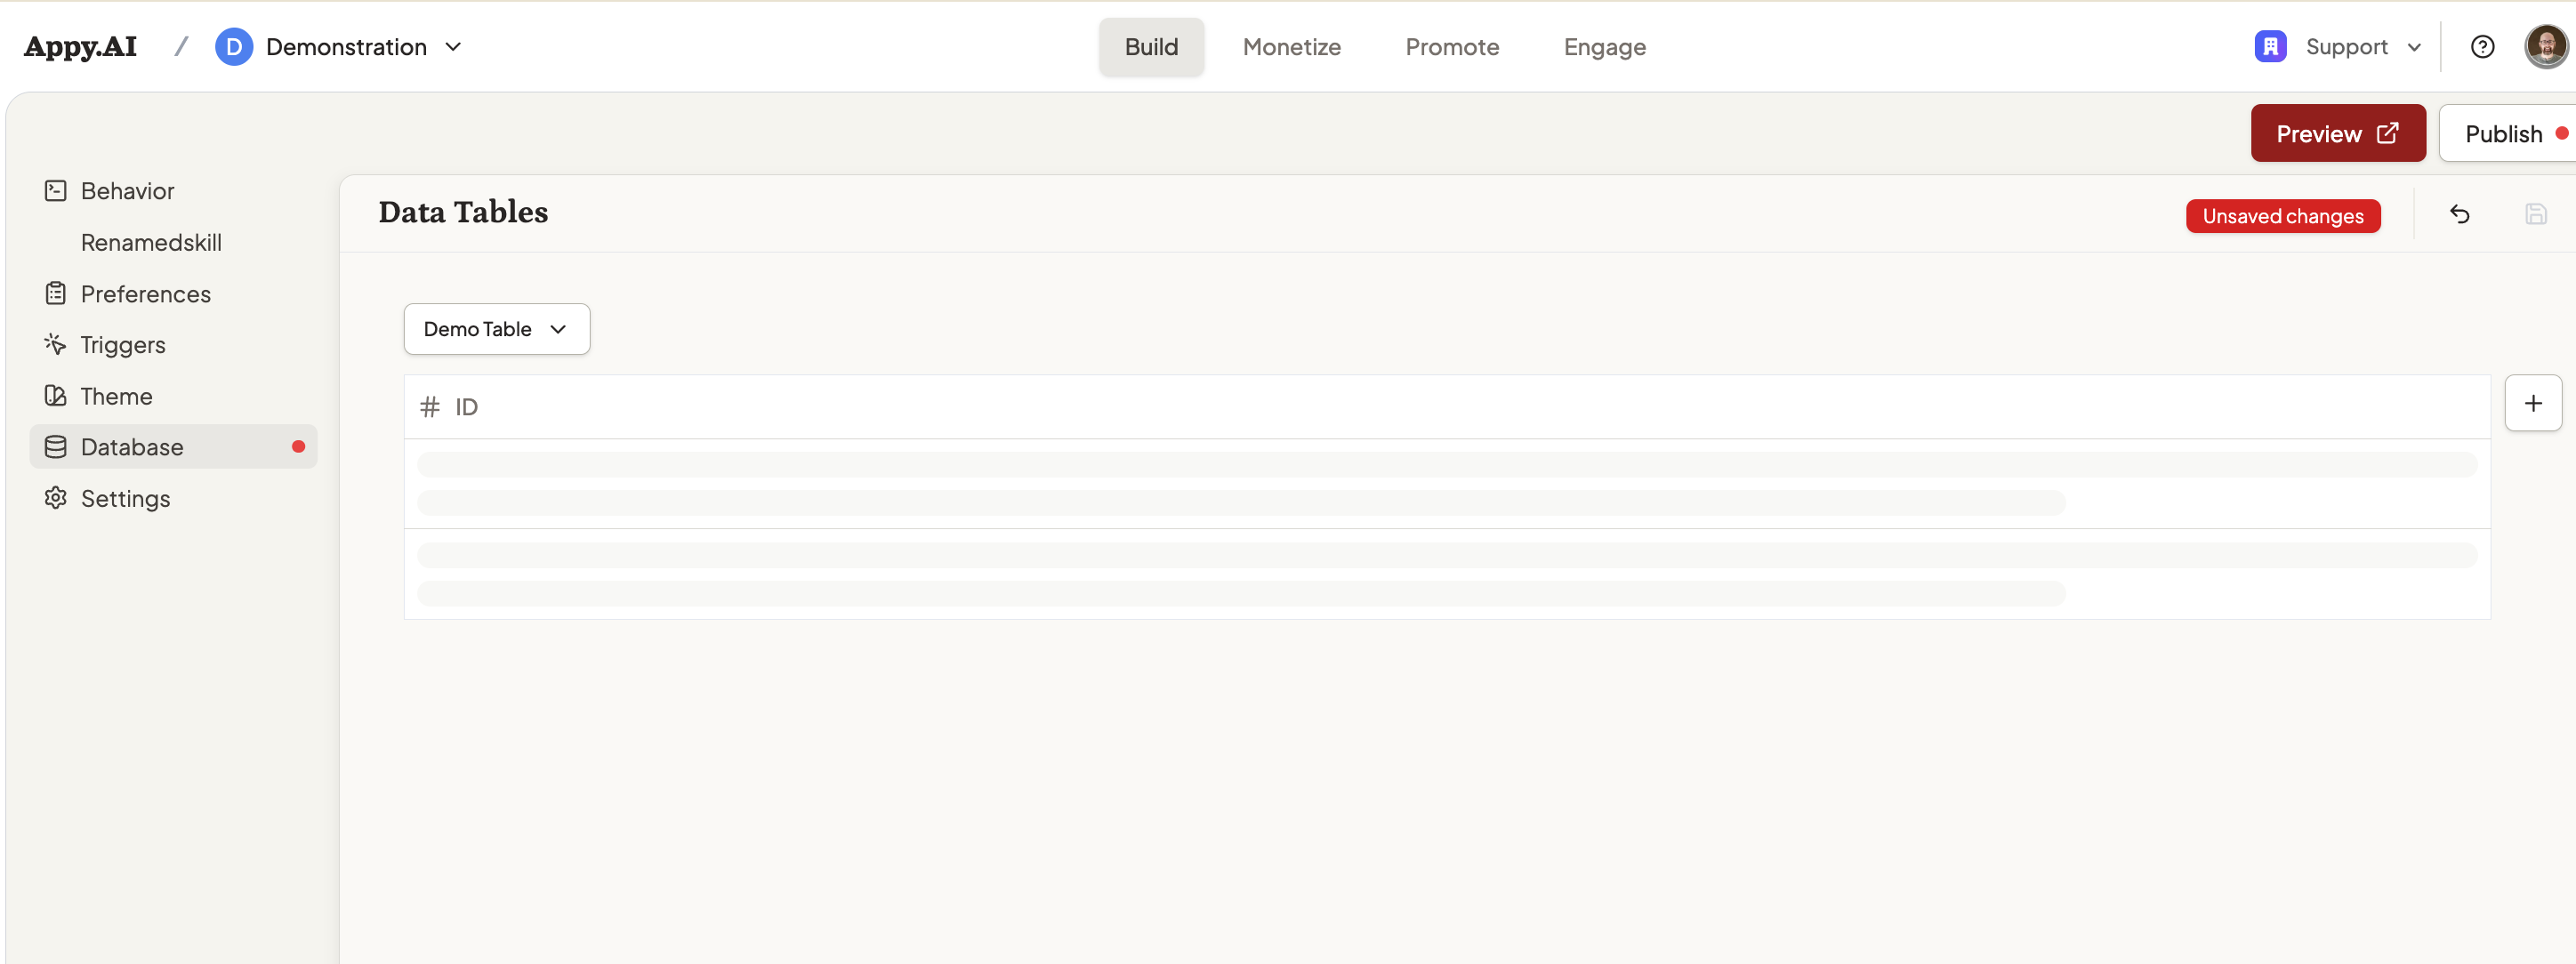 Appy.AI / D Demonstration Build Monetize Promote Engage Support
Preview Publish
Behavior
Renamedskill
Preferences
Triggers
Theme
Database
Settings
Data Tables Unsaved changes
Demo Table
# ID